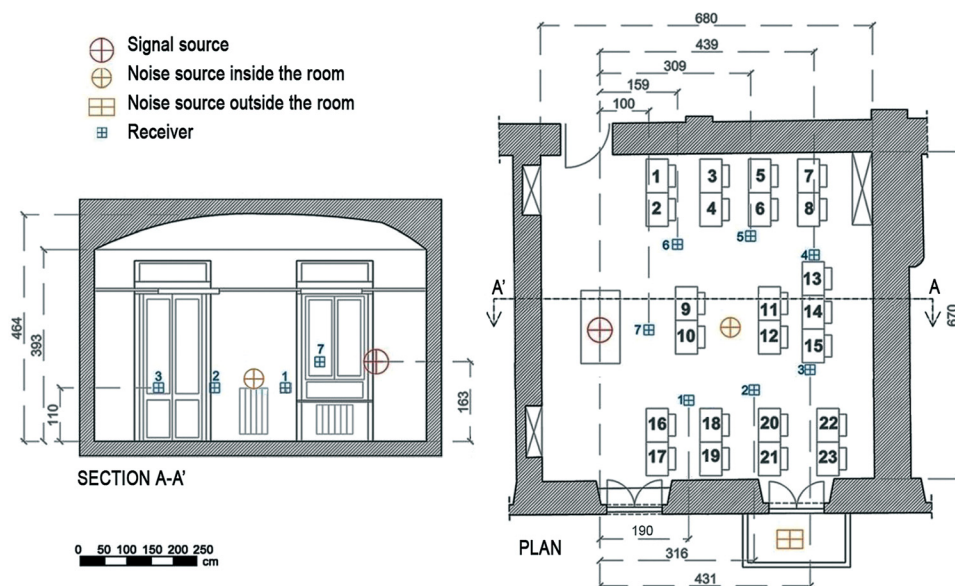 Signal source
Noise source inside the room
Noise source outside the room
Receiver
680
439
309
159
100
1 3 5 7
2 4 6 8
6 5 4
13
A' A
9 11 14
10 12 15
7
670
3
1 2
16 18 20 22
17 19 21 23
PLAN
190
316
431
464
393
110
163
3 2 1 7
SECTION A-A'
0 50 100 150 200 250
cm